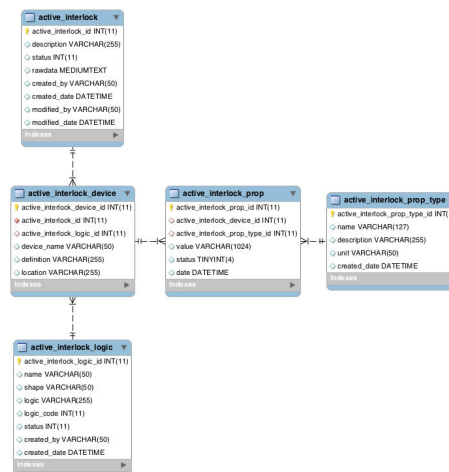 active_interlock
active_interlock_id INT(11)
description VARCHAR(255)
status INT(11)
rawdata MEDIUMTEXT
created_by VARCHAR(50)
created_date DATETIME
modified_by VARCHAR(50)
modified_date DATETIME
Indexes
active_interlock_device
active_interlock_device_id INT(11)
active_interlock_id INT(11)
active_interlock_logic_id INT(11)
device_name VARCHAR(50)
definition VARCHAR(255)
location VARCHAR(255)
Indexes
active_interlock_prop
active_interlock_prop_id INT(11)
active_interlock_device_id INT(11)
active_interlock_prop_type_id INT(11)
value VARCHAR(1024)
status TINYINT(4)
date DATETIME
Indexes
active_interlock_prop_type
active_interlock_prop_type_id INT(
name VARCHAR(127)
description VARCHAR(255)
unit VARCHAR(50)
created_date DATETIME
Indexes
active_interlock_logic
active_interlock_logic_id INT(11)
name VARCHAR(50)
shape VARCHAR(50)
logic VARCHAR(255)
logic_code INT(11)
status INT(11)
created_by VARCHAR(50)
created_date DATETIME
Indexes